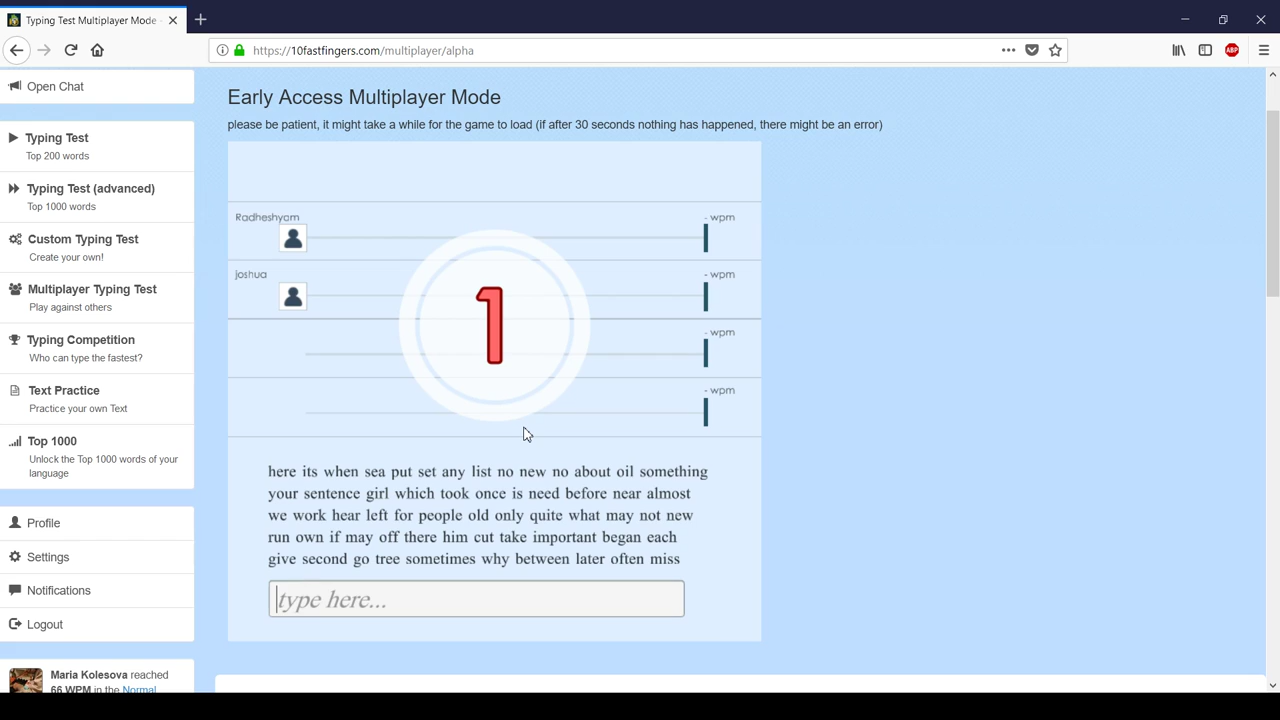 Typing Test Multiplayer Mode -
https://10fastfingers.com/multiplayer/alpha
ABP
Open Chat
Typing Test
Top 200 words
Typing Test (advanced)
Top 1000 words
Custom Typing Test
Create your own!
Multiplayer Typing Test
Play against others
Typing Competition
Who can type the fastest?
Text Practice
Practice your own Text
Top 1000
Unlock the Top 1000 words of your
language
Profile
Settings
Notifications
Logout
Maria Kolesova reached
66 WPM in the Normal
Early Access Multiplayer Mode
please be patient, it might take a while for the game to load (if after 30 seconds nothing has happened, there might be an error)
Radheshyam - wpm
joshua - wpm
- wpm
- wpm
1
here its when sea put set any list no new no about oil something
your sentence girl which took once is need before near almost
we work hear left for people old only quite what may not new
run own if may off there him cut take important began each
give second go tree sometimes why between later often miss
type here...